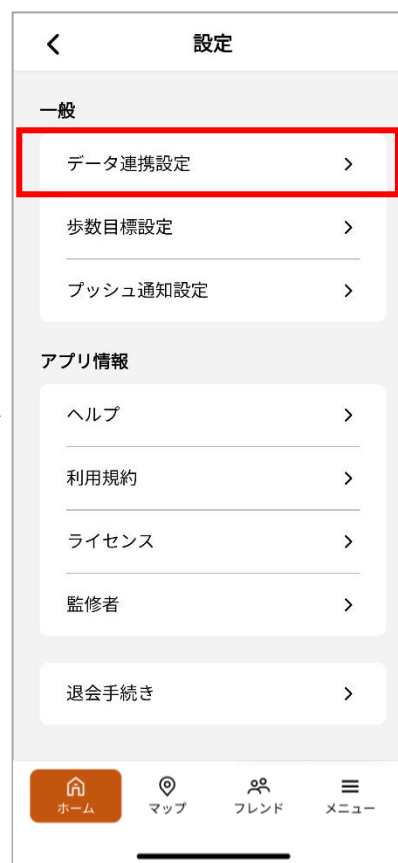 設定
一般
データ連携設定
歩数目標設定
プッシュ通知設定
アプリ情報
ヘルプ
利用規約
ライセンス
監修者
退会手続き
ホーム マップ フレンド メニュー